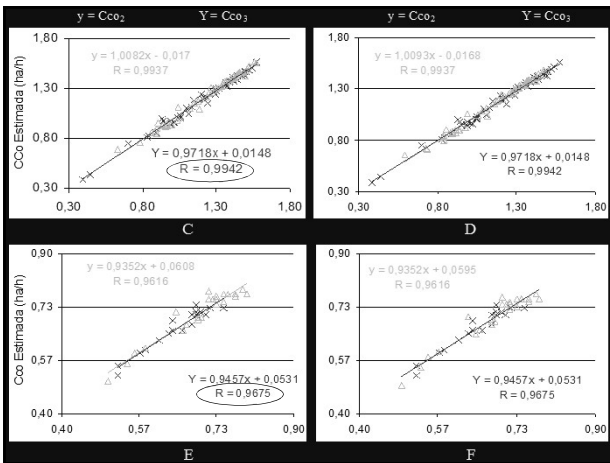 y = Cco2 Y = Cco3 y = Cco2 Y = Cco3
CCo Estimada (ha/h)
1,80
1,30
0,80
0,30
y = 1,0082x - 0,017
R = 0,9937
Y = 0,9718x + 0,0148
R = 0,9942
0,30 0,80 1,30 1,80
C
1,80
1,30
0,80
0,30
y = 1,0093x - 0,0168
R = 0,9937
Y = 0,9718x + 0,0148
R = 0,9942
0,30 0,80 1,30 1,80
D
Cco Estimada (ha/h)
0,90
0,73
0,57
0,40
y = 0,9352x + 0,0608
R = 0,9616
Y = 0,9457x + 0,0531
R = 0,9675
0,40 0,57 0,73 0,90
E
0,90
0,73
0,57
0,40
y = 0,9352x + 0,0595
R = 0,9616
Y = 0,9457x + 0,0531
R = 0,9675
0,40 0,57 0,73 0,90
F